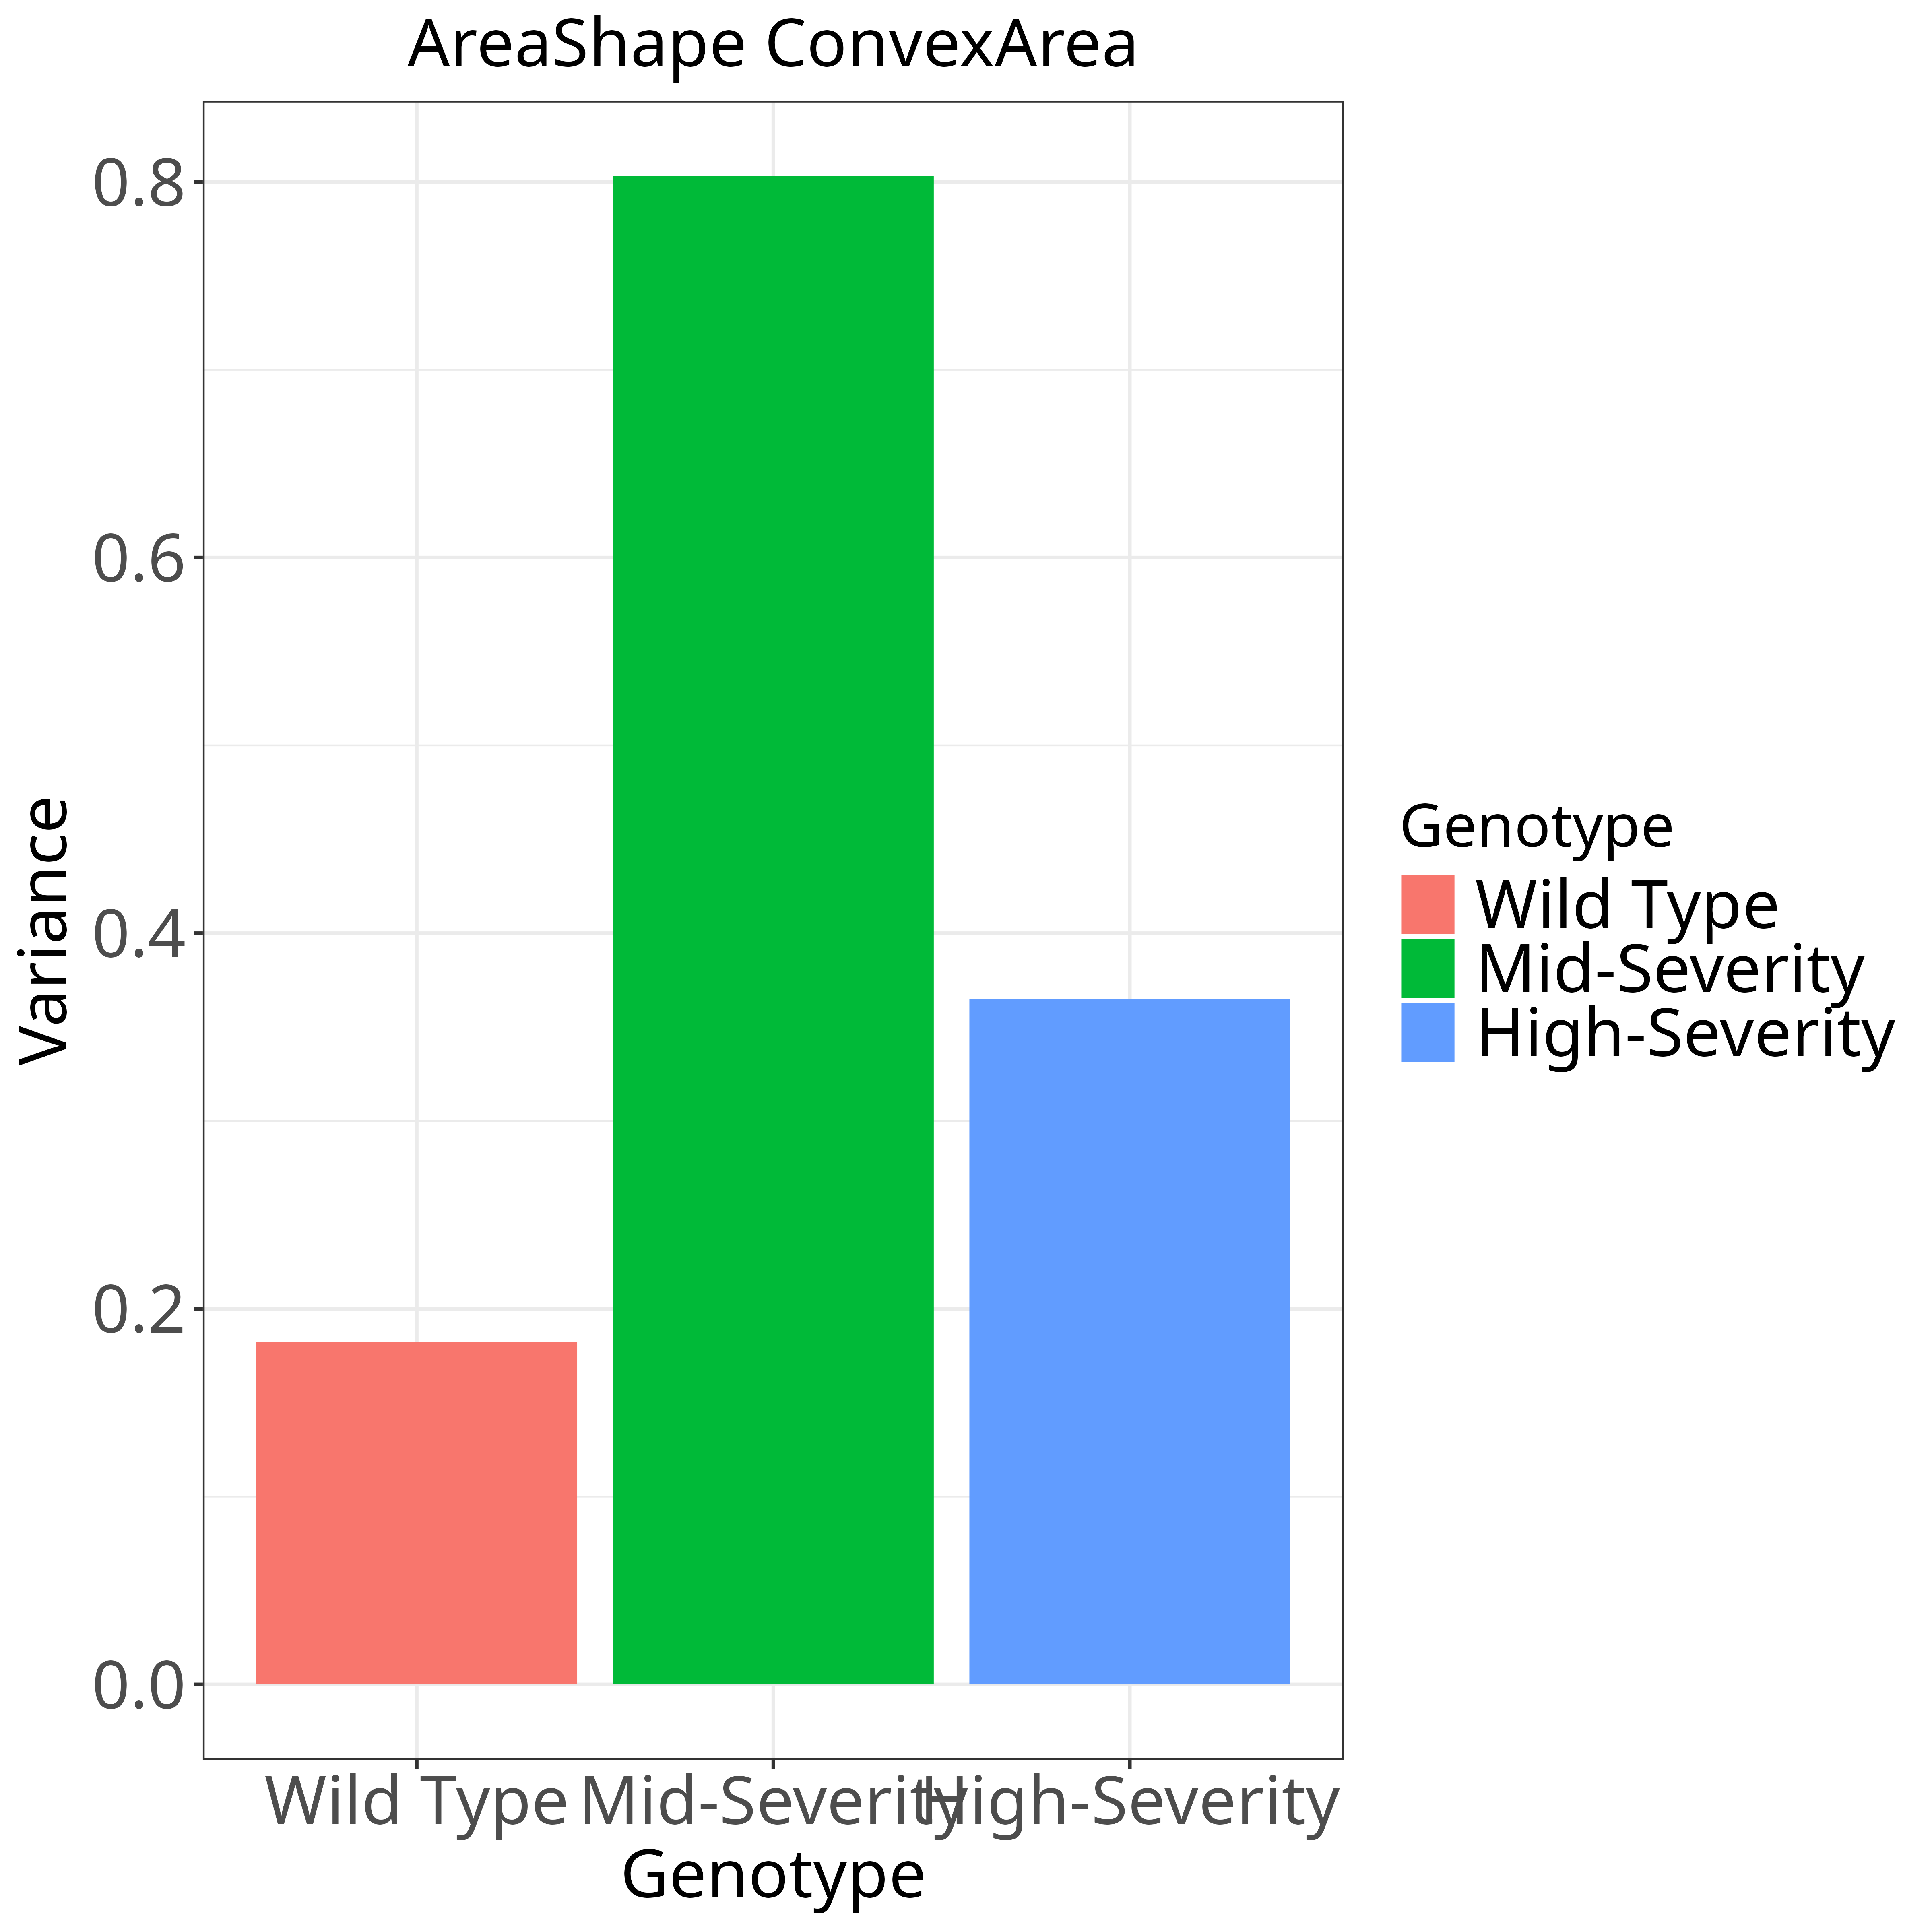 AreaShape ConvexArea
Variance
0.8
0.6
0.4
0.2
0.0
Wild Type Mid-Severity High-Severity
Genotype
Genotype
Wild Type
Mid-Severity
High-Severity